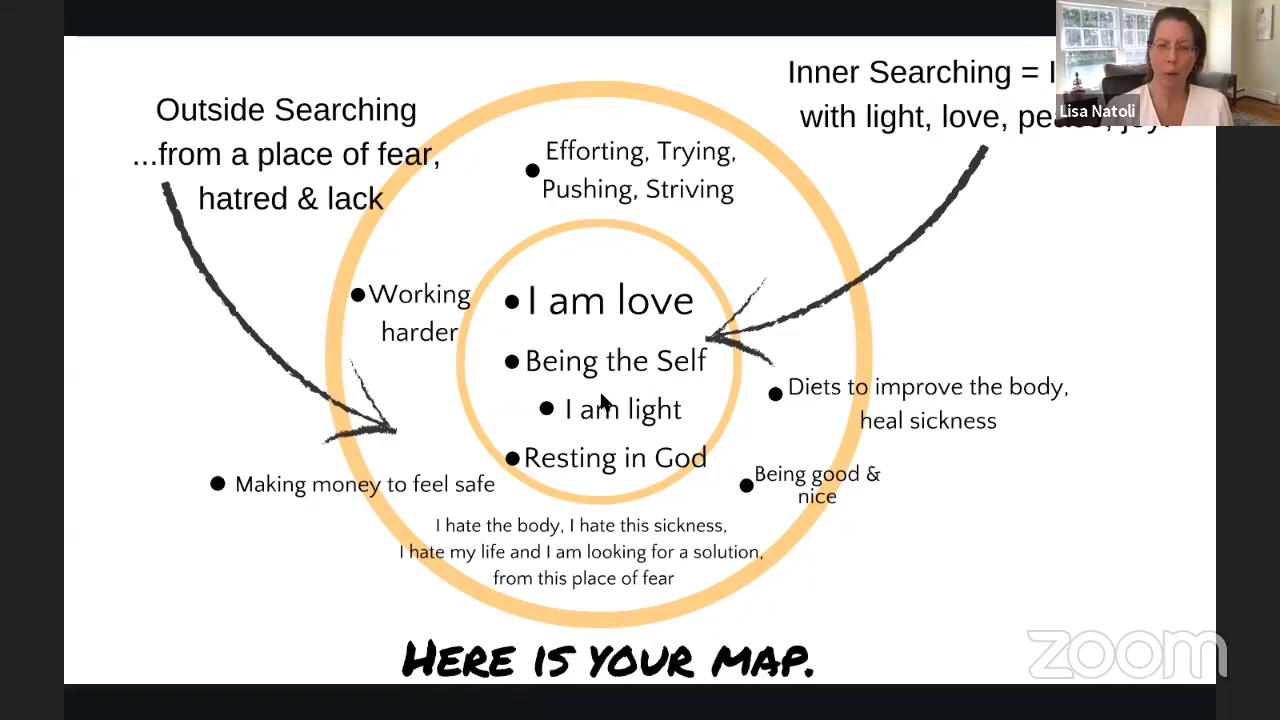 Outside Searching
...from a place of fear,
hatred & lack
Inner Searching =
with light, love,
Lisa Natoli
Efforting, Trying,
Pushing, Striving
Working
harder
I am love
Being the Self
I am light
Resting in God
Diets to improve the body,
heal sickness
Being good &
nice
Making money to feel safe
I hate the body, I hate this sickness,
I hate my life and I am looking for a solution,
from this place of fear
HERE IS YOUR MAP.
zoom